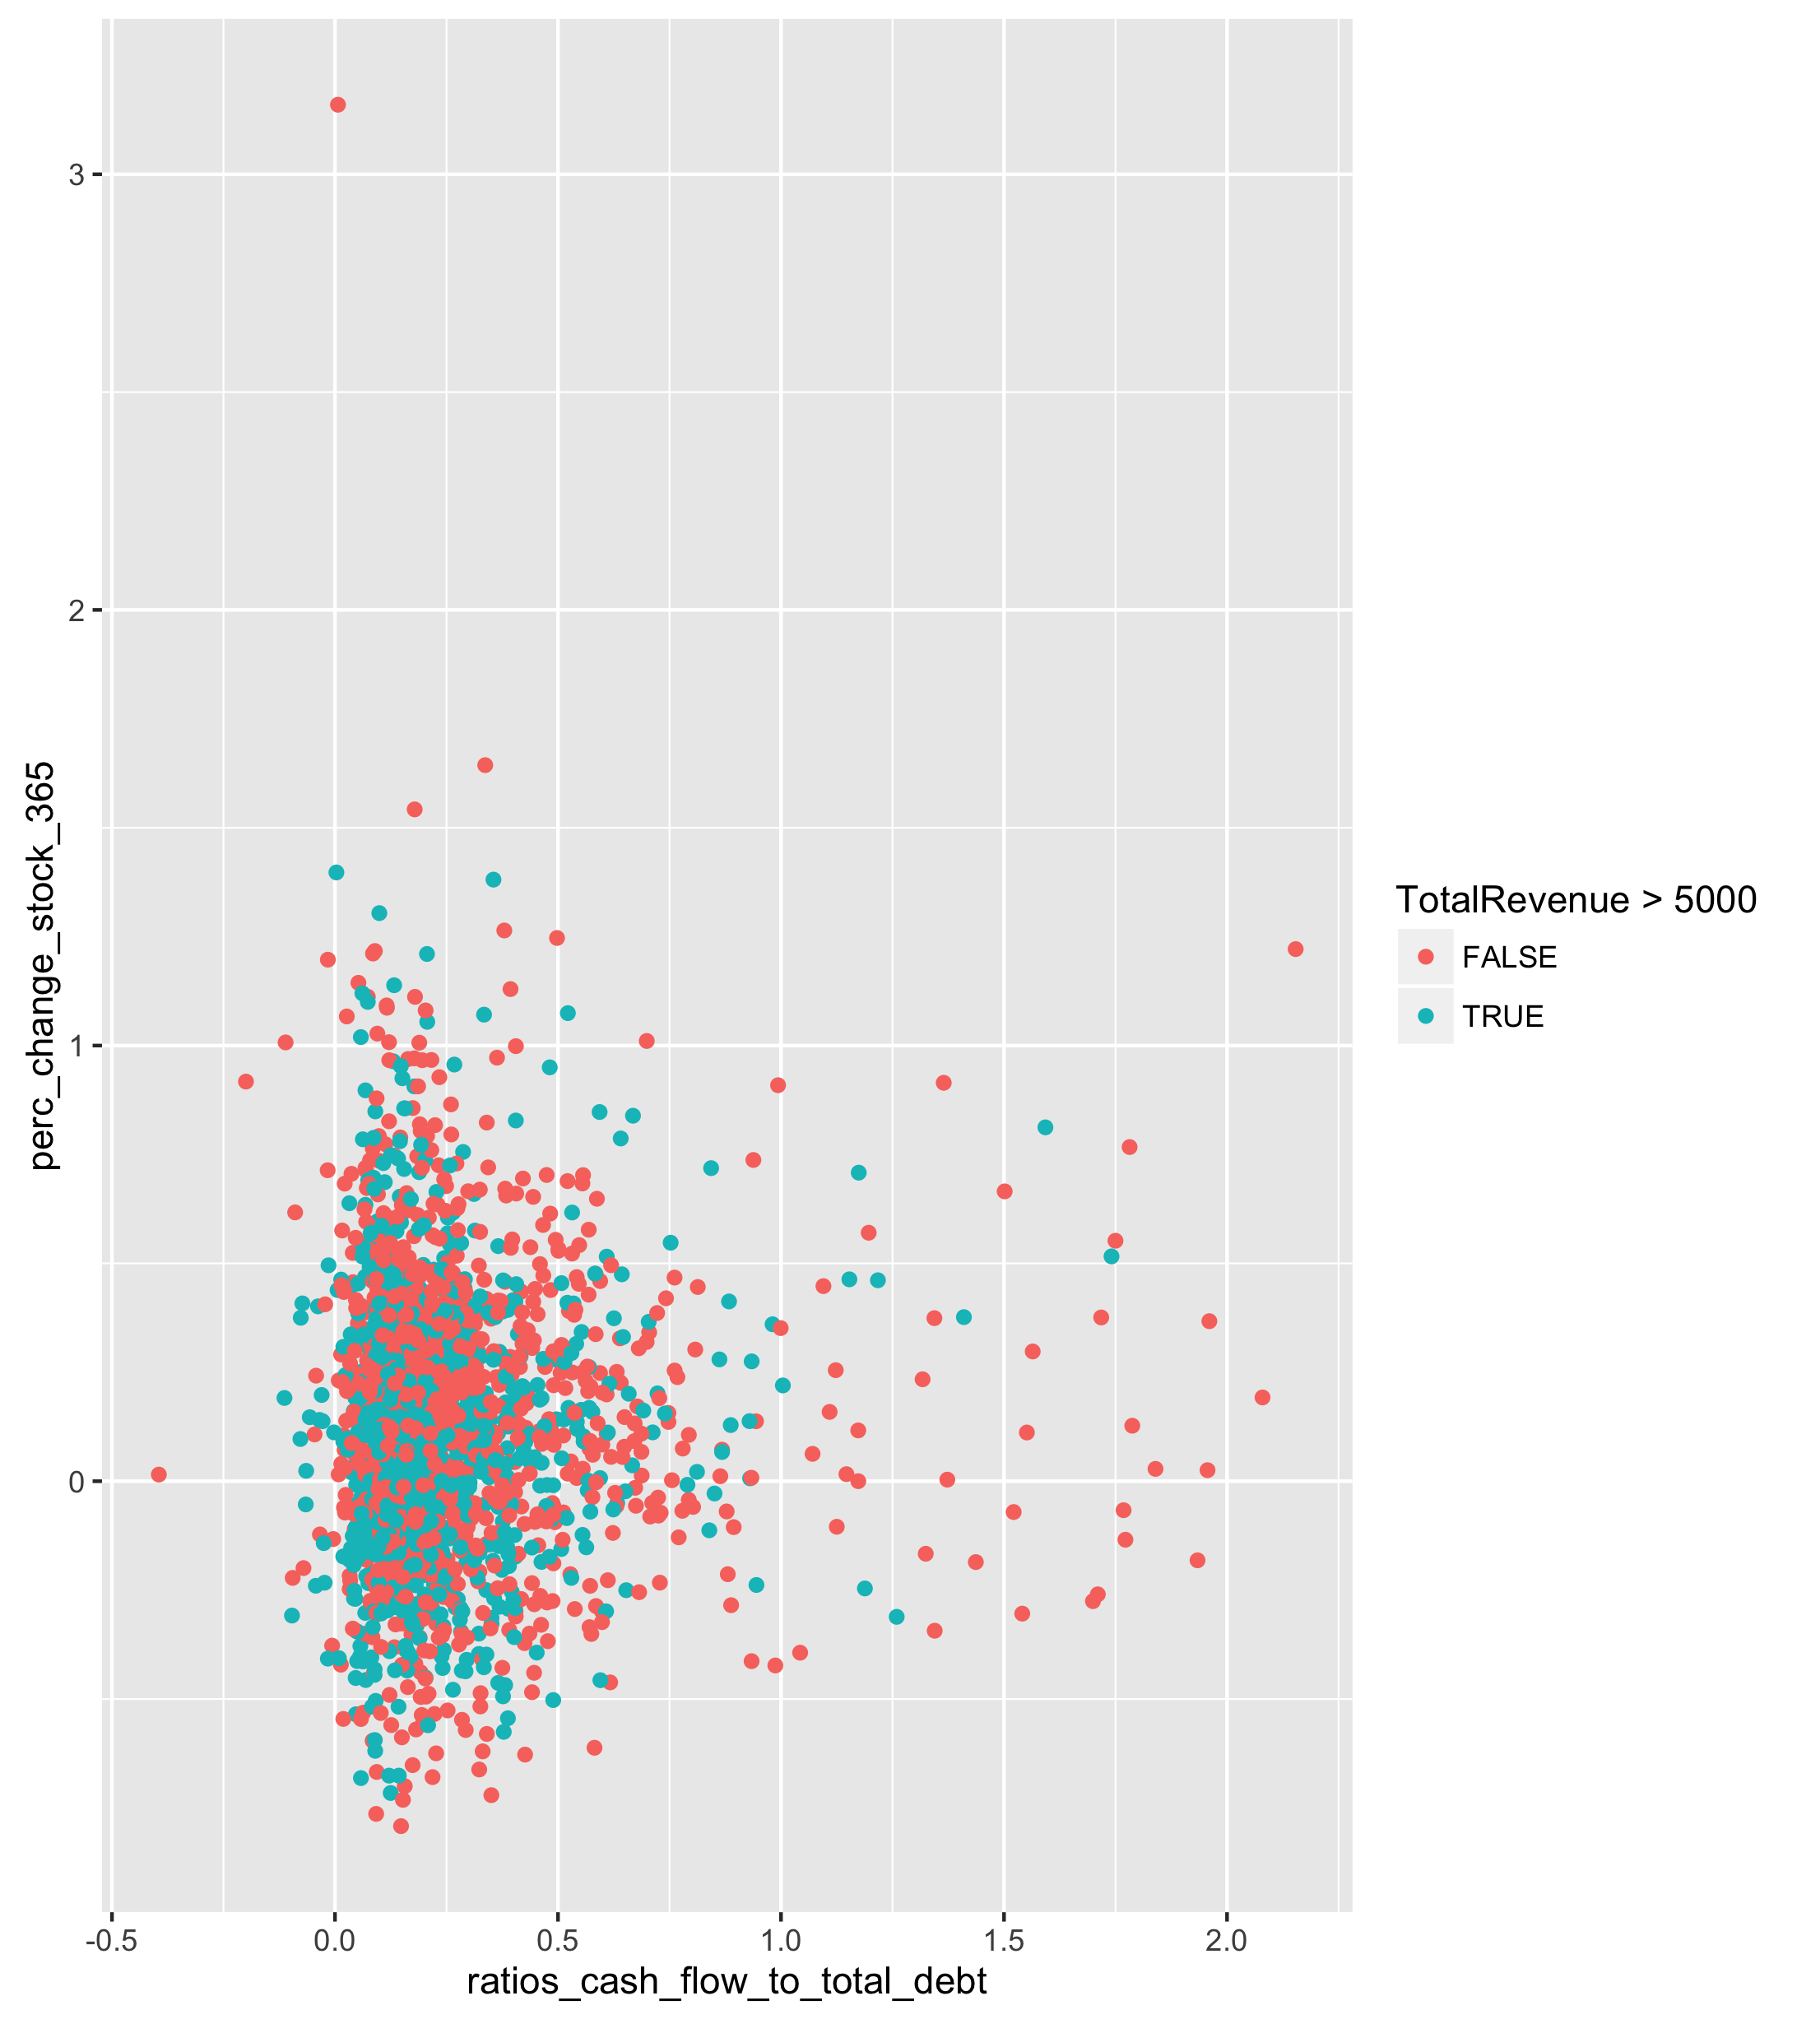 3
2
1
0
perc_change_stock_365
-0.5 0.0 0.5 1.0 1.5 2.0
ratios_cash_flow_to_total_debt
TotalRevenue > 5000
FALSE
TRUE